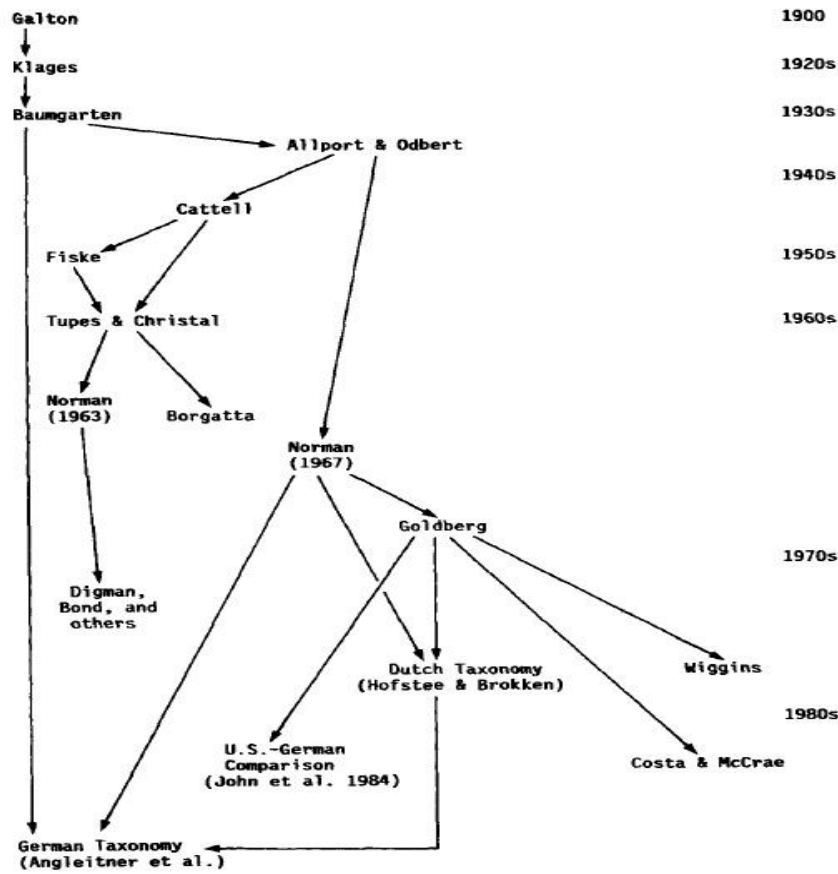 Galton
1900
Klages
1920s
Baumgarten
1930s
Allport & Odbert
1940s
Cattell
Fiske
1950s
Tupes & Christal
1960s
Norman
(1963)
Borgatta
Norman
(1967)
Goldberg
1970s
Digman,
Bond, and
others
Dutch Taxonomy
(Hofstee & Brokken)
Wiggins
1980s
U.S.-German
Comparison
(John et al. 1984)
Costa & McCrae
German Taxonomy
(Angleitner et al.)